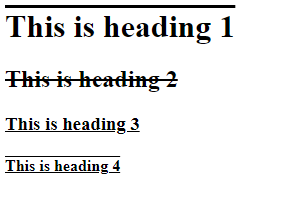 This is heading 1
This is heading 2
This is heading 3
This is heading 4